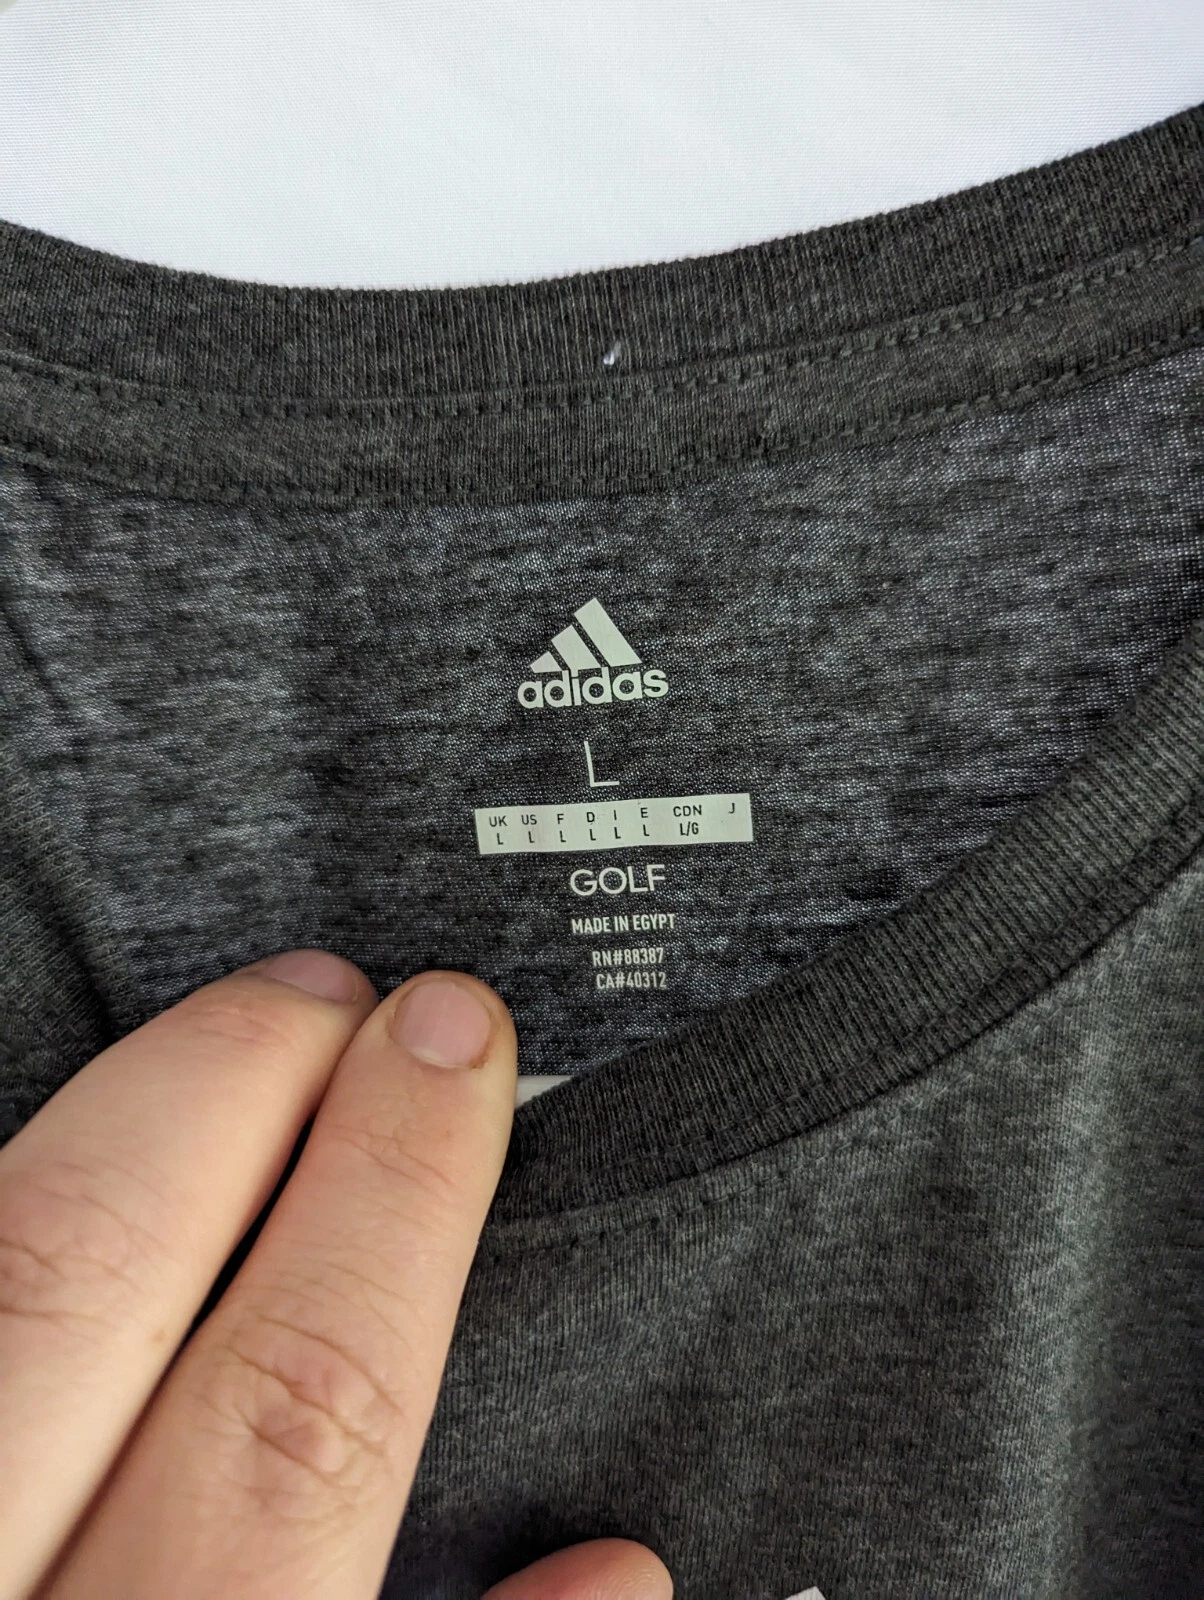 adidas
L
UK US F D I E CDN J
L L L L L L L/G
GOLF
MADE IN EGYPT
RN#88387
CA#40312